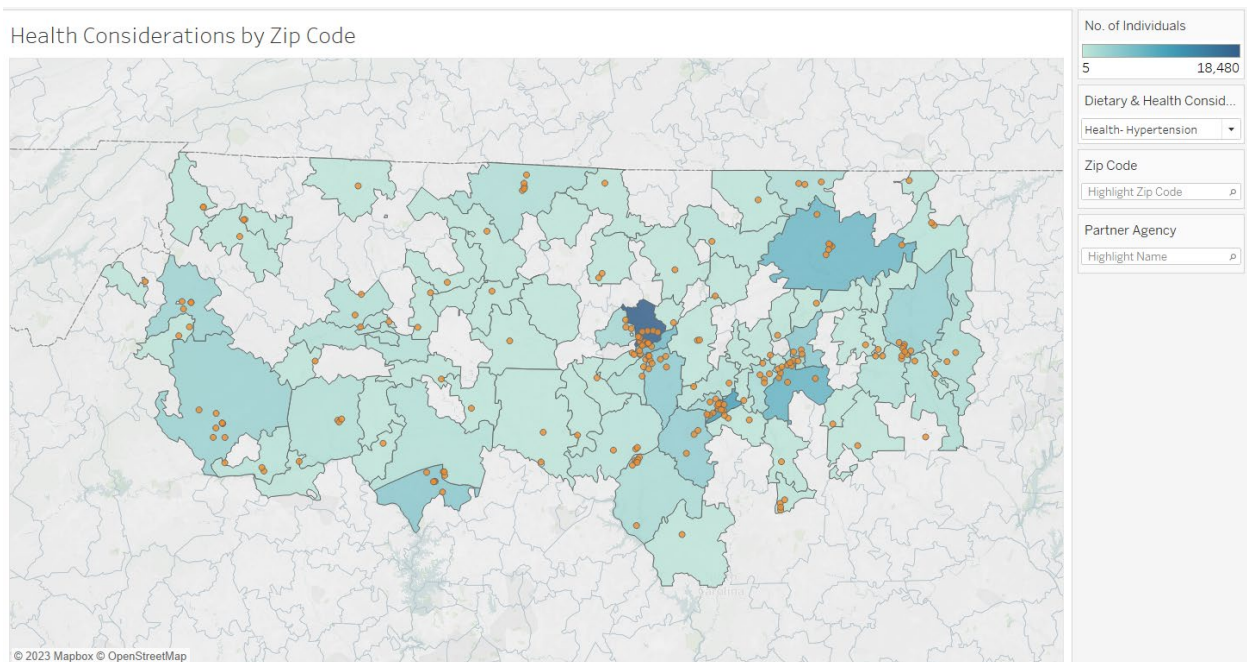 Health Considerations by Zip Code
No. of Individuals
5 18,480
Dietary & Health Consid...
Health- Hypertension
Zip Code
Highlight Zip Code
Partner Agency
Highlight Name
© 2023 Mapbox © OpenStreetMap